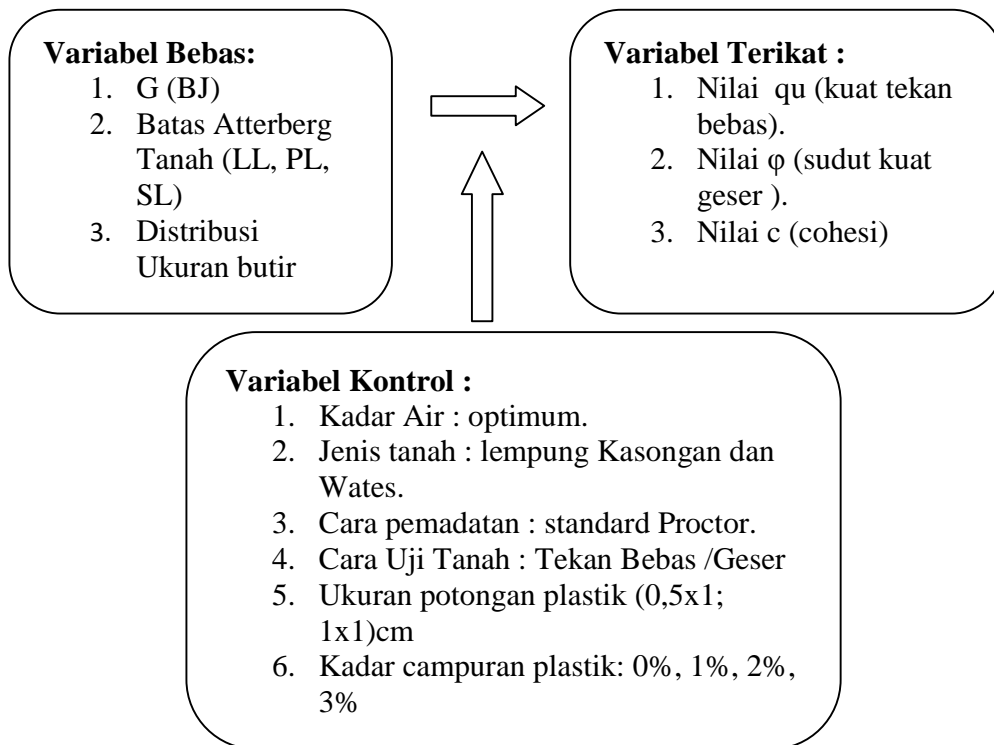 Variabel Bebas:
1. G (BJ)
2. Batas Atterberg
Tanah (LL, PL,
SL)
3. Distribusi
Ukuran butir
Variabel Terikat :
1. Nilai qu (kuat tekan
bebas).
2. Nilai φ (sudut kuat
geser ).
3. Nilai c (cohesi)
Variabel Kontrol :
1. Kadar Air : optimum.
2. Jenis tanah : lempung Kasongan dan
Wates.
3. Cara pemadatan : standard Proctor.
4. Cara Uji Tanah : Tekan Bebas /Geser
5. Ukuran potongan plastik (0,5x1;
1x1)cm
6. Kadar campuran plastik: 0%, 1%, 2%,
3%